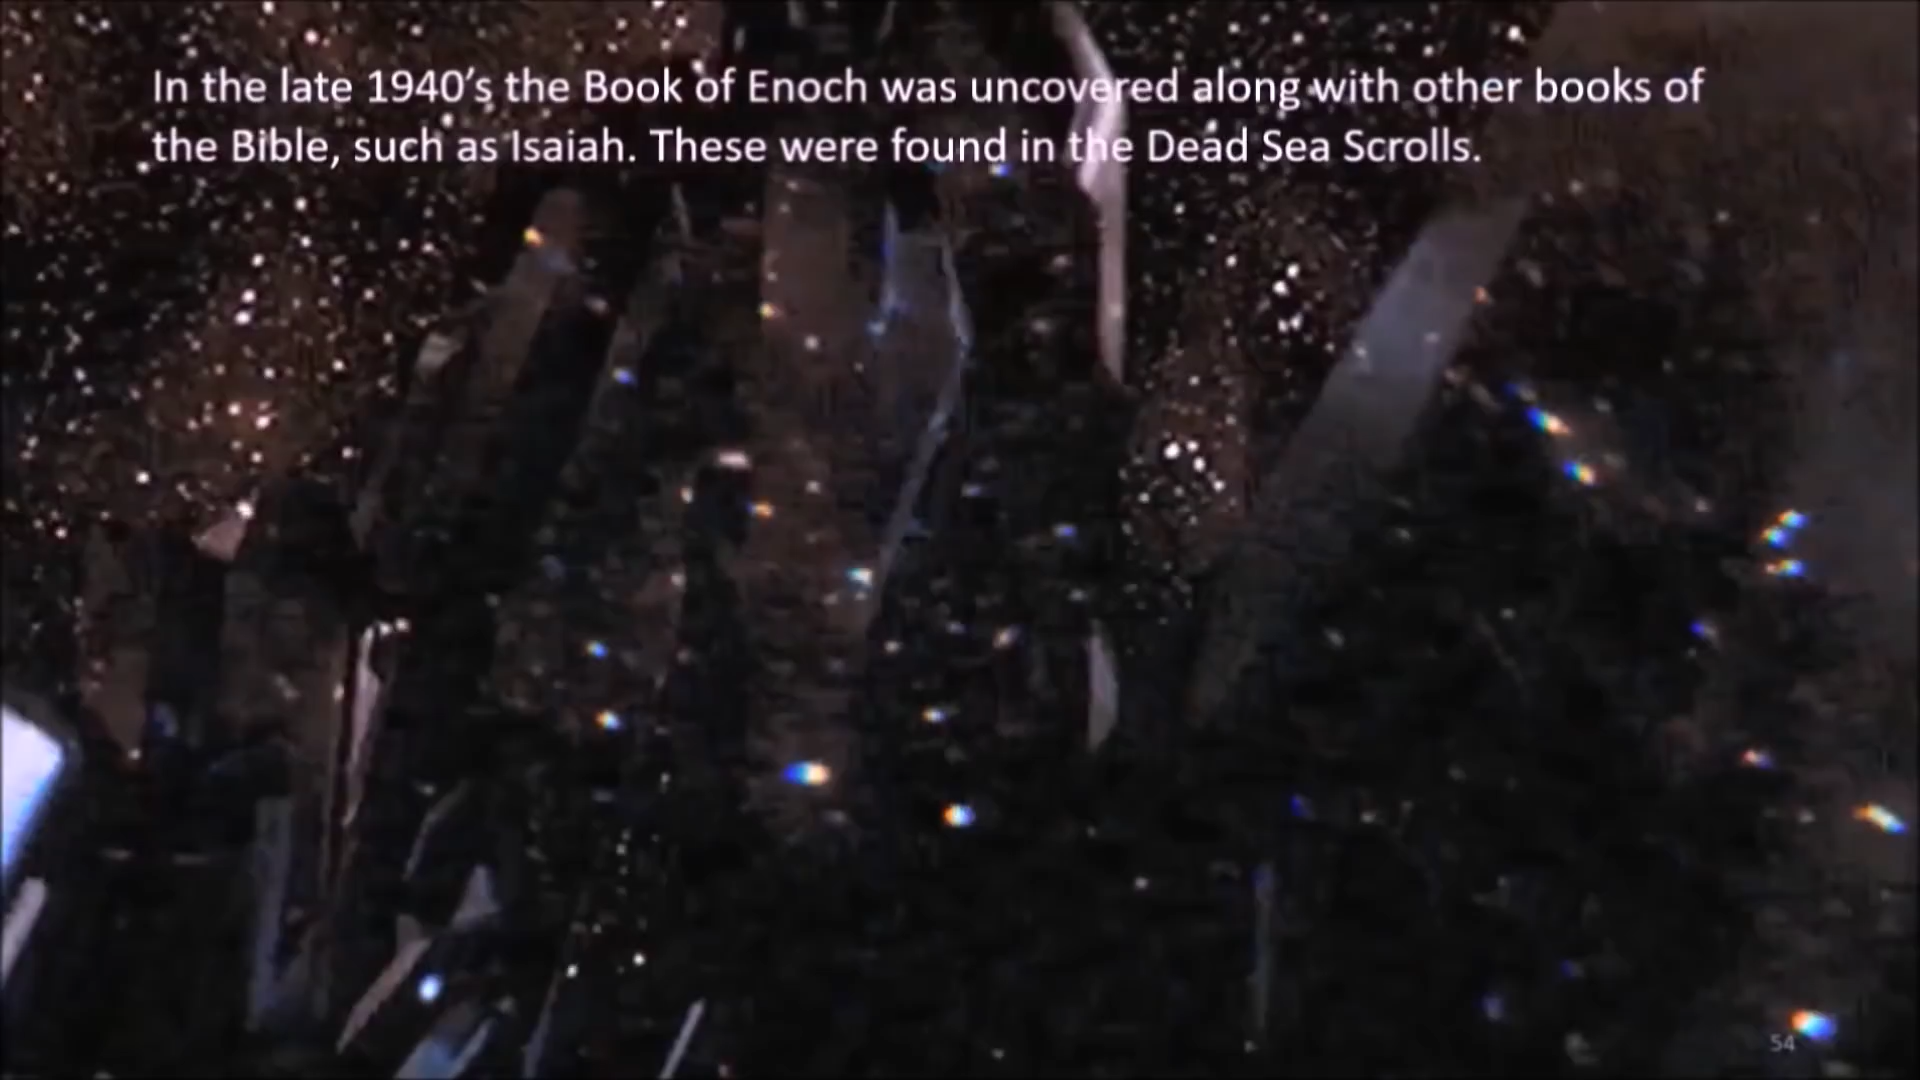 In the late 1940’s the Book of Enoch was uncovered along with other books of
the Bible, such as Isaiah. These were found in the Dead Sea Scrolls.
54